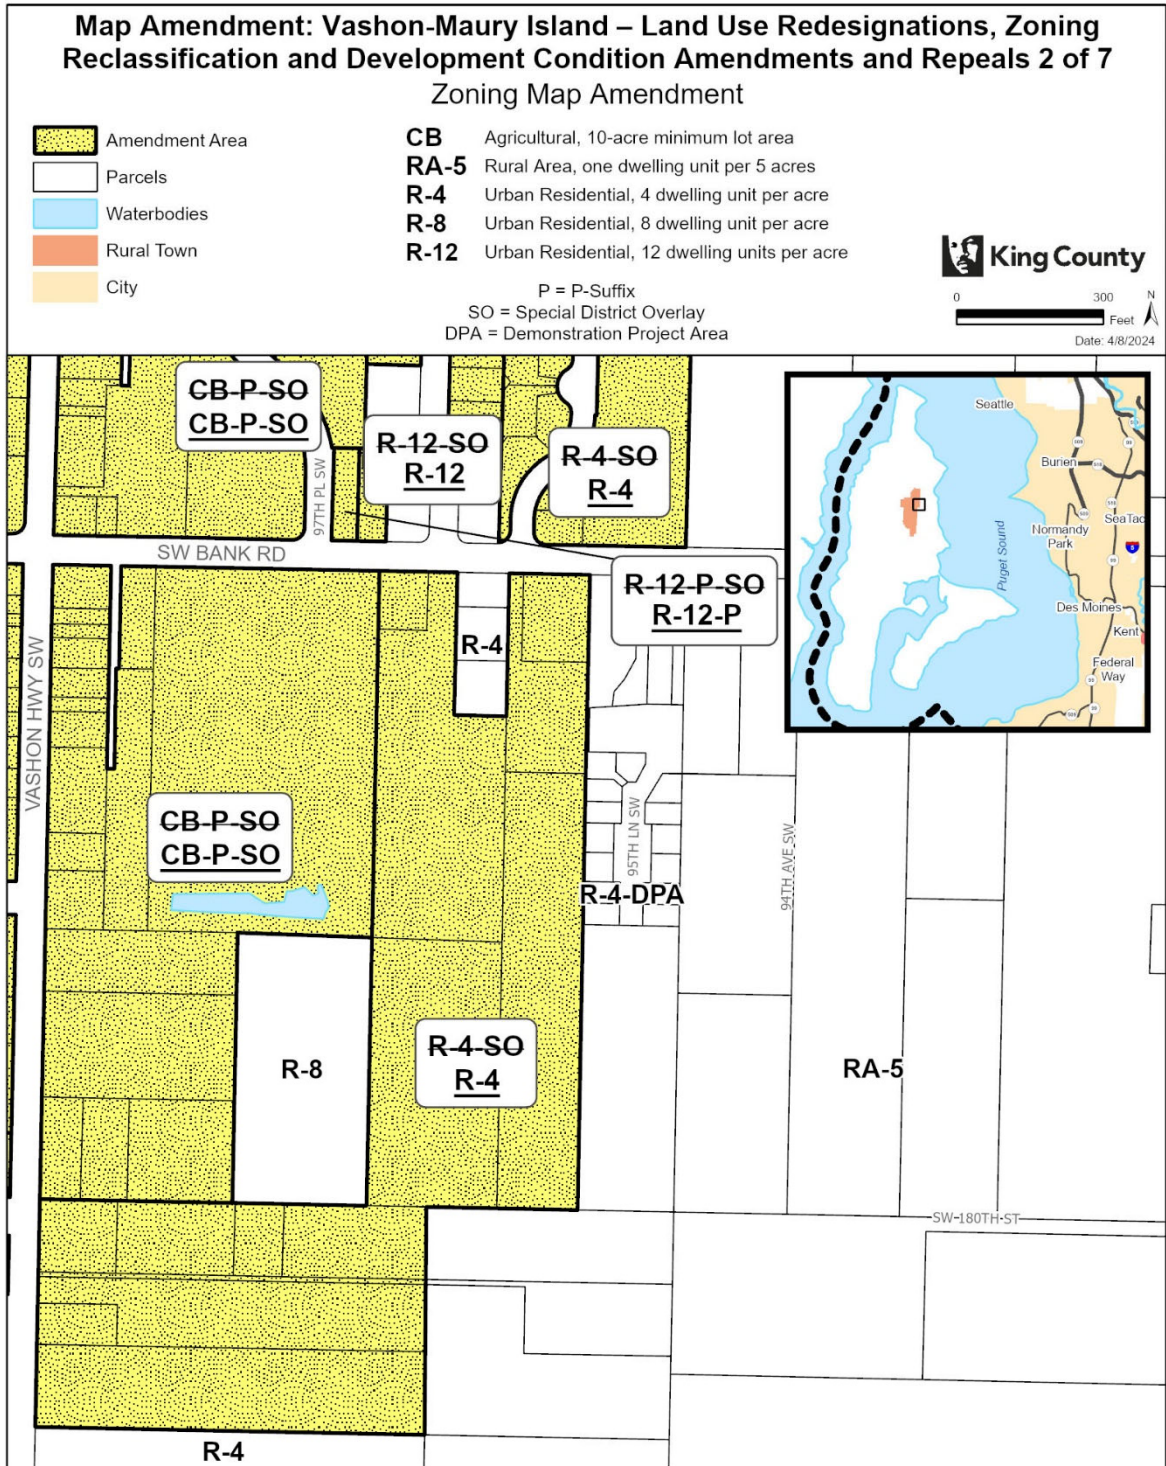 Map Amendment: Vashon-Maury Island – Land Use Redesignations, Zoning
Reclassification and Development Condition Amendments and Repeals 2 of 7
Zoning Map Amendment
Amendment Area
Parcels
Waterbodies
Rural Town
City
CB Agricultural, 10-acre minimum lot area
RA-5 Rural Area, one dwelling unit per 5 acres
R-4 Urban Residential, 4 dwelling unit per acre
R-8 Urban Residential, 8 dwelling unit per acre
R-12 Urban Residential, 12 dwelling units per acre
P = P-Suffix
SO = Special District Overlay
DPA = Demonstration Project Area
King County
0 300
Feet
N
Date: 4/8/2024
CB-P-SO
CB-P-SO
R-12-SO
R-12
R-4-SO
R-4
97TH PL SW
SW BANK RD
R-12-P-SO
R-12-P
R-4
VASHON HWY SW
CB-P-SO
CB-P-SO
95TH LN SW
94TH AVE SW
R-4-DPA
R-8
R-4-SO
R-4
RA-5
SW 180TH ST
R-4
Seattle
Burien
Normandy
Park
SeaTac
Puget Sound
Des Moines
Kent
Federal
Way